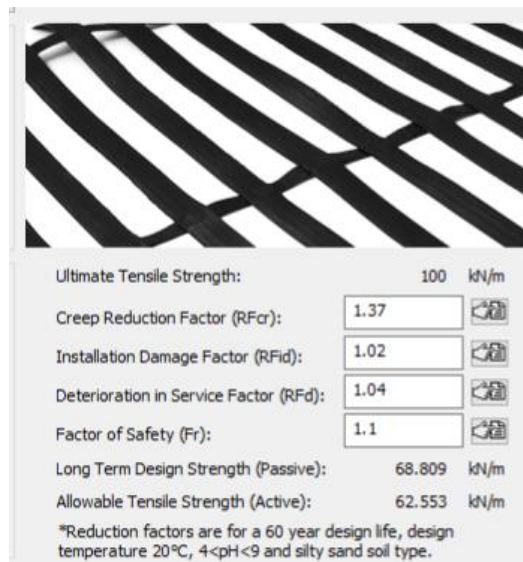 Ultimate Tensile Strength: 100 kN/m
Creep Reduction Factor (RFcr): 1.37
Installation Damage Factor (RFid): 1.02
Deterioration in Service Factor (RFd): 1.04
Factor of Safety (Fr): 1.1
Long Term Design Strength (Passive): 68.809 kN/m
Allowable Tensile Strength (Active): 62.553 kN/m
*Reduction factors are for a 60 year design life, design
temperature 20°C, 4<pH<9 and silty sand soil type.